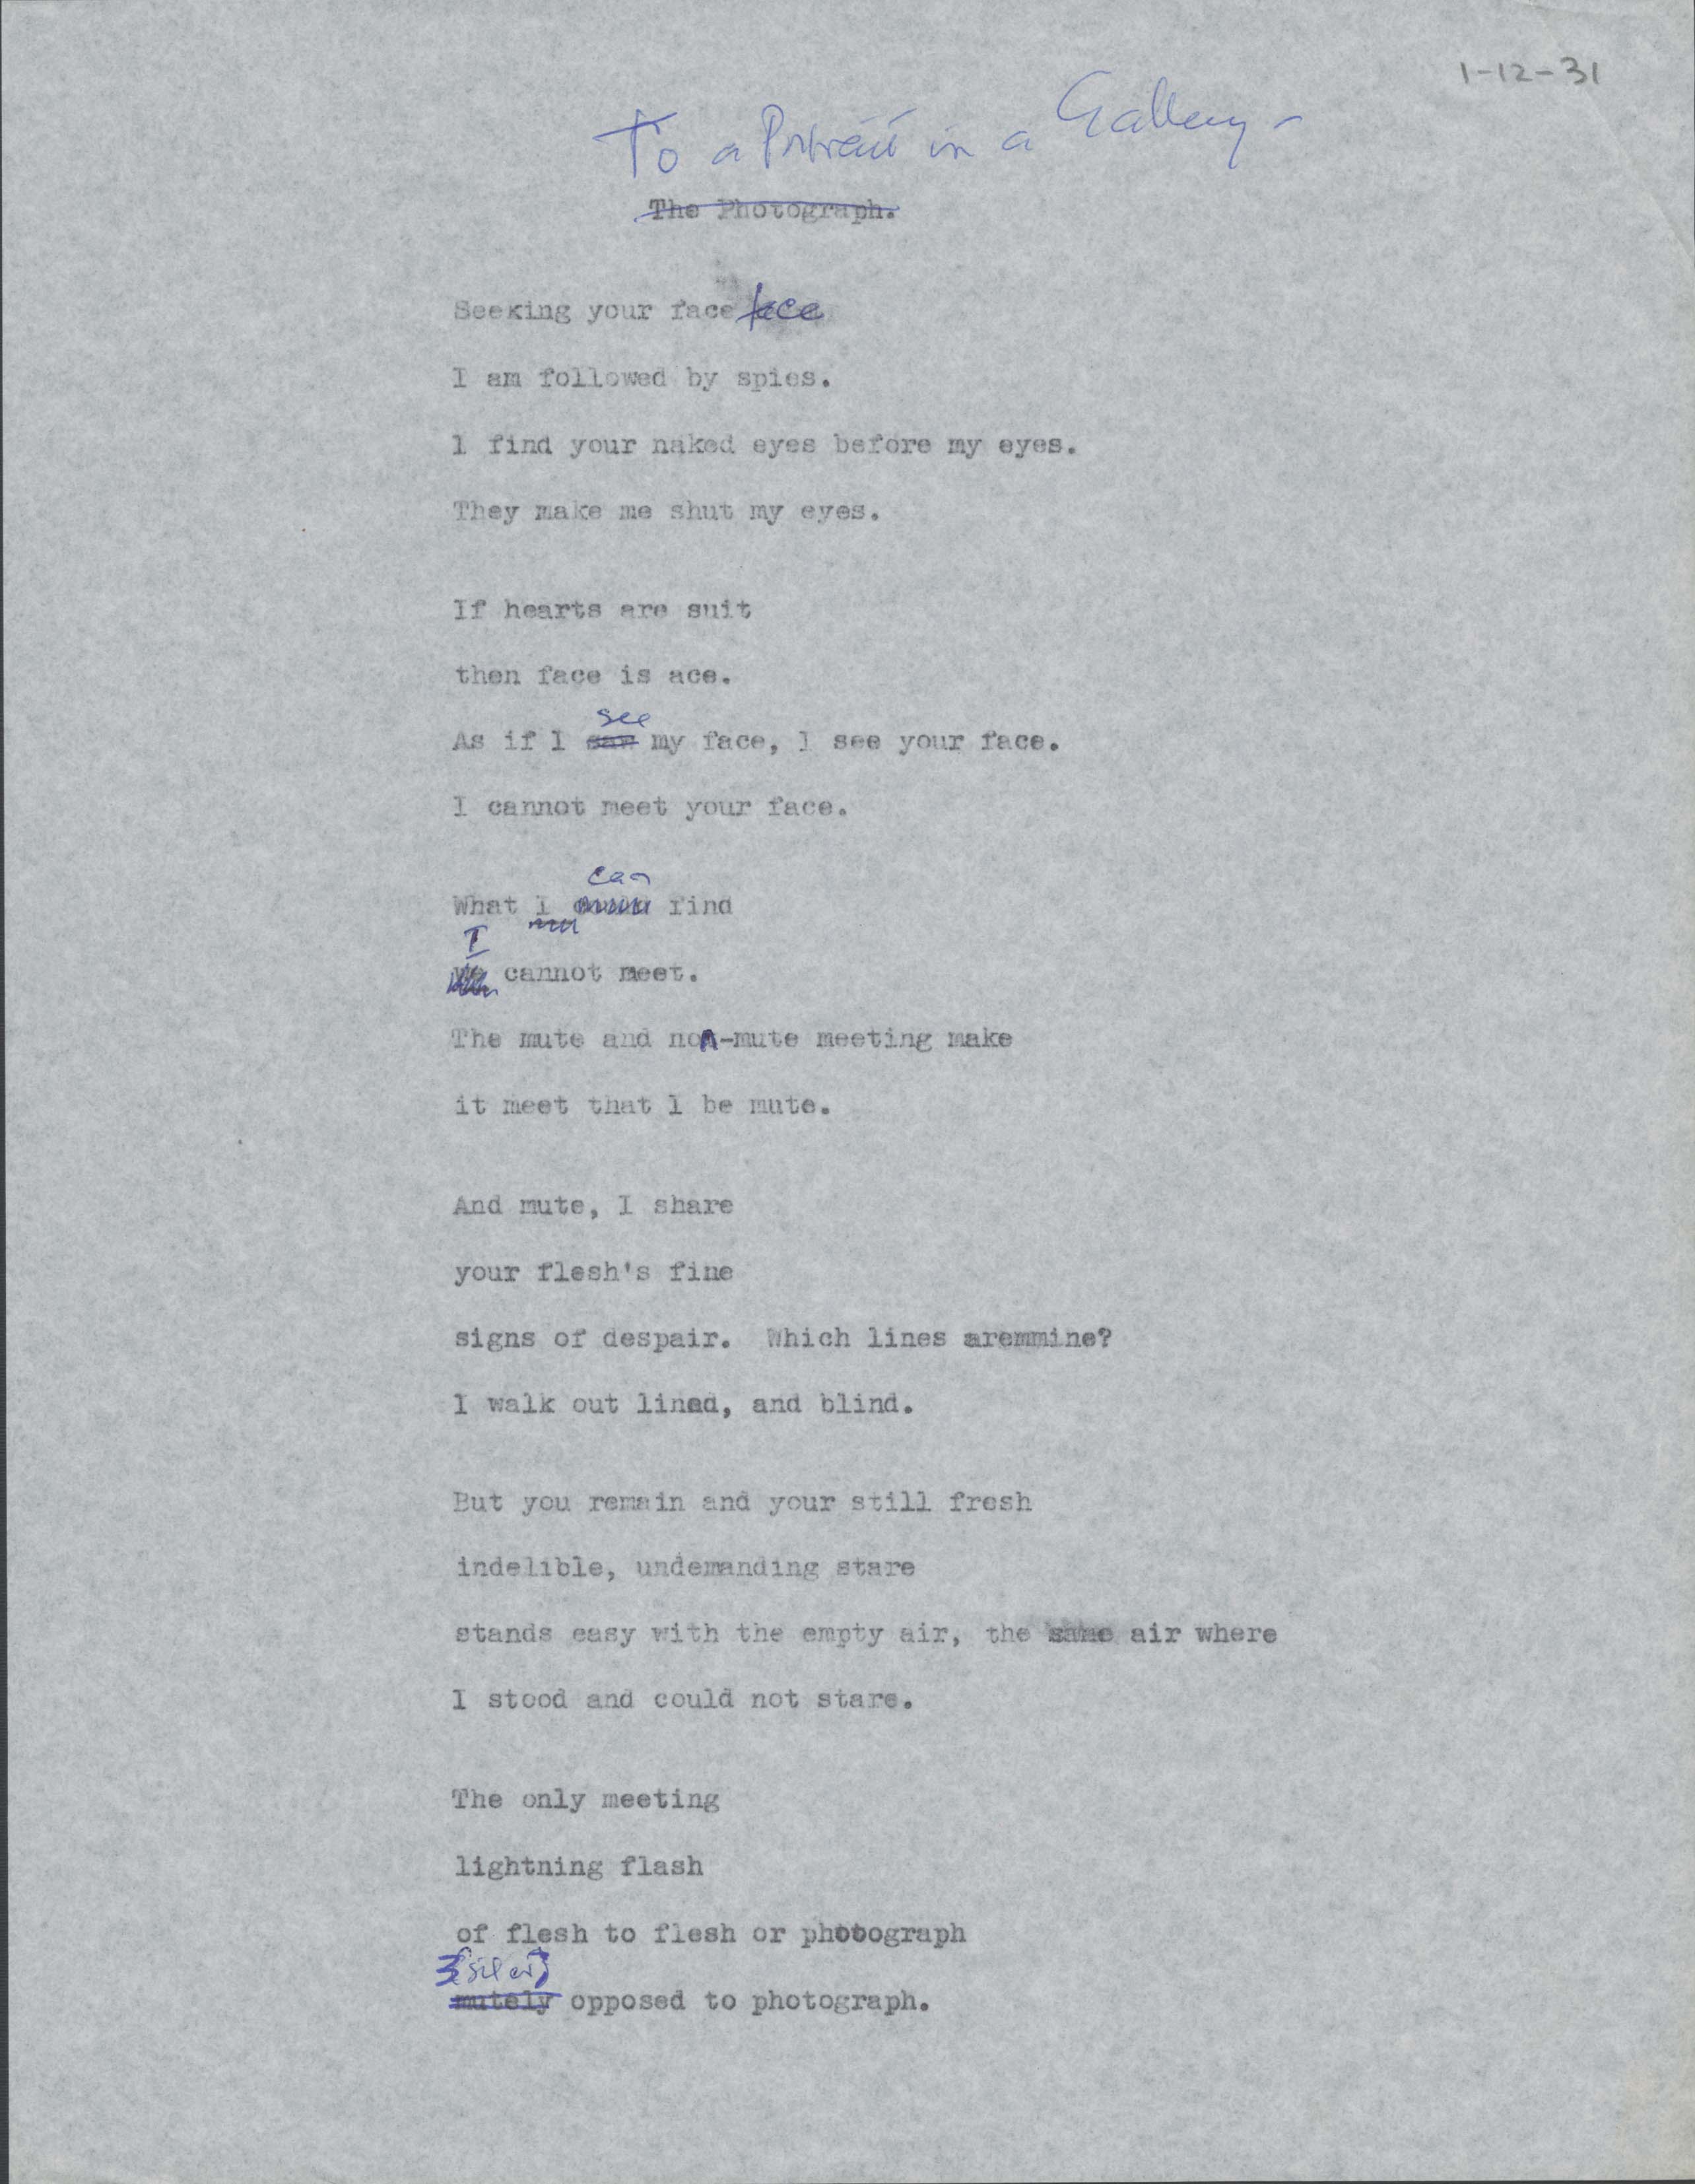 1-12-31
To a Portrait in a Gallery -
The Photograph.
Seeking your face face
I am followed by spies.
I find your naked eyes before my eyes.
They make me shut my eyes.
If hearts are suit
then face is ace.
see
As if I saw my face, I see your face.
I cannot meet your face.
can
What I find
I
cannot meet.
The mute and non-mute meeting make
it meet that I be mute.
And mute, I share
your flesh's fine
signs of despair.  Which lines aremmine?
I walk out lined, and blind.
But you remain and your still fresh
indelible, undemanding stare
stands easy with the empty air, the same air where
I stood and could not stare.
The only meeting
lightning flash
of flesh to flesh or photograph
mutely opposed to photograph.